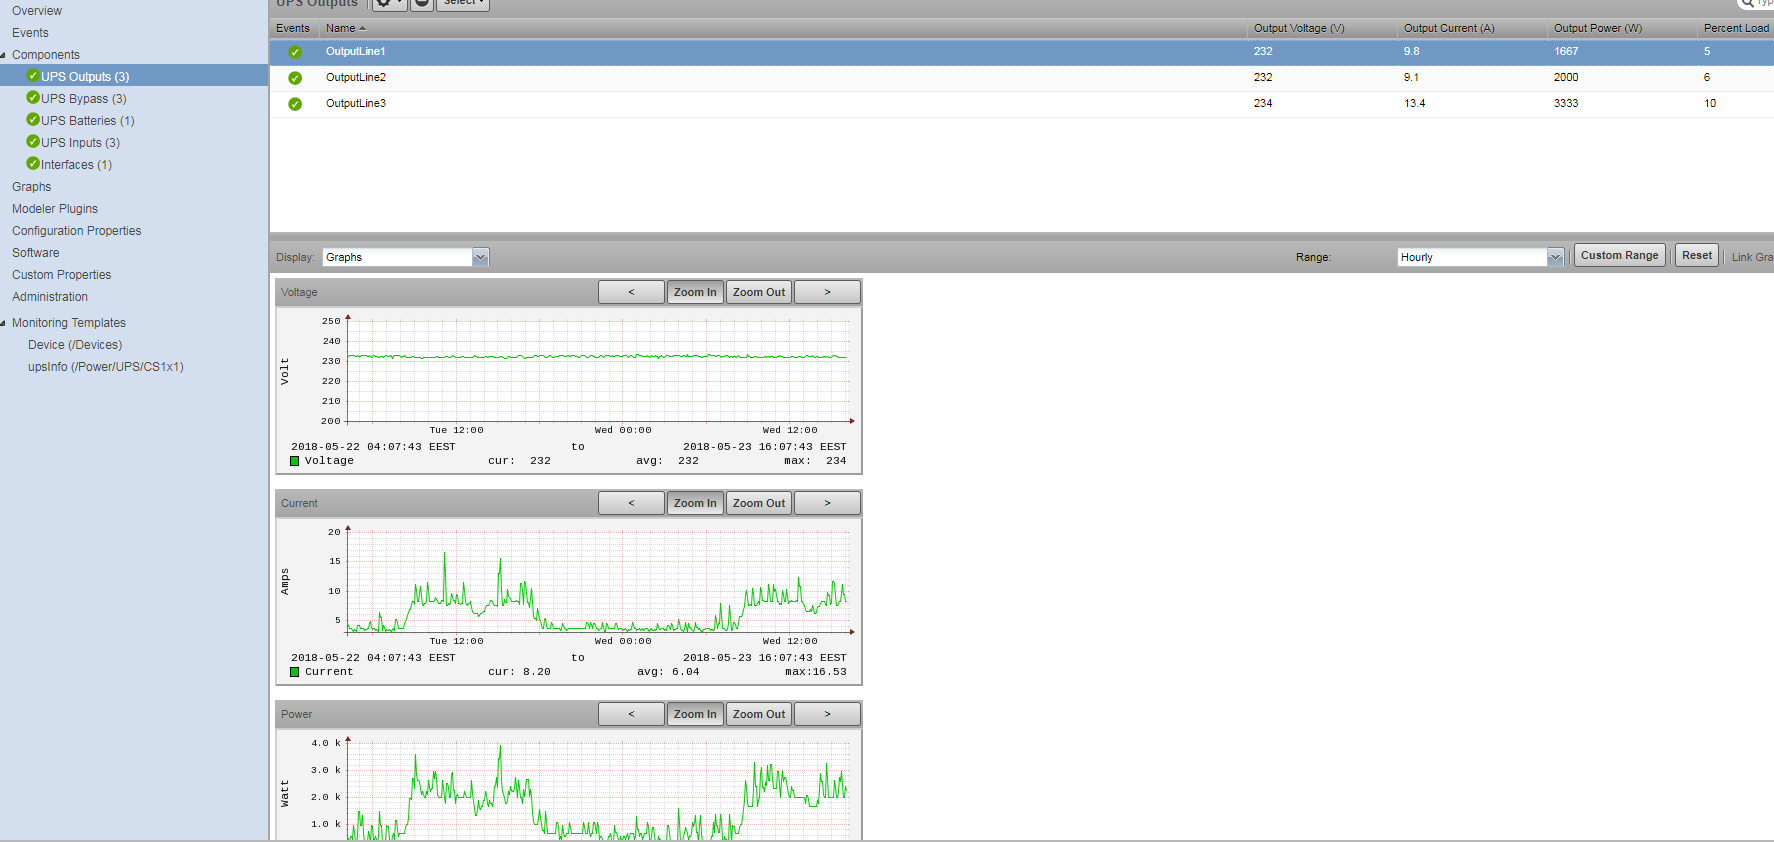 Overview
Events
Components
UPS Outputs (3)
UPS Bypass (3)
UPS Batteries (1)
UPS Inputs (3)
Interfaces (1)
Graphs
Modeler Plugins
Configuration Properties
Software
Custom Properties
Administration
Monitoring Templates
Device (/Devices)
upsInfo (/Power/UPS/CS1x1)
UPS Outputs Select
Events Name Output Voltage (V) Output Current (A) Output Power (W) Percent Load
OutputLine1 232 9.8 1667 5
OutputLine2 232 9.1 2000 6
OutputLine3 234 13.4 3333 10
Display: Graphs Range: Hourly Custom Range Reset Link Gra
Voltage < Zoom In Zoom Out >
250
240
230
220
210
200
Volt
Tue 12:00 Wed 00:00 Wed 12:00
2018-05-22 04:07:43 EEST to 2018-05-23 16:07:43 EEST
Voltage cur: 232 avg: 232 max: 234
Current < Zoom In Zoom Out >
20
15
10
5
Amps
Tue 12:00 Wed 00:00 Wed 12:00
2018-05-22 04:07:43 EEST to 2018-05-23 16:07:43 EEST
Current cur: 8.20 avg: 6.04 max:16.53
Power < Zoom In Zoom Out >
4.0 k
3.0 k
2.0 k
1.0 k
Watt